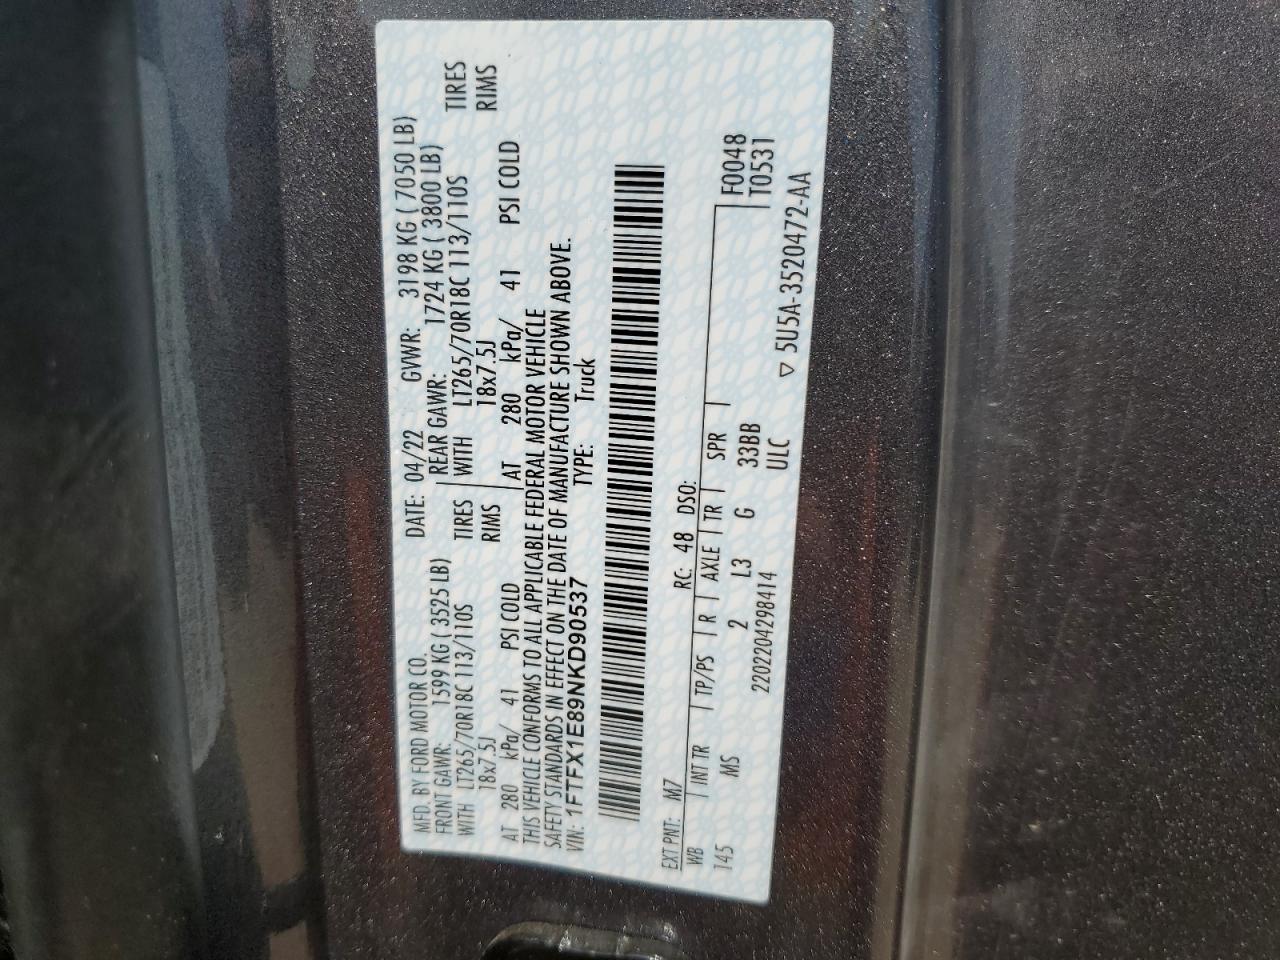 MFD. BY FORD MOTOR CO. DATE: 04/22 GVWR: 3198 KG ( 7050 LB)
FRONT GAWR: 1599 KG ( 3525 LB) REAR GAWR: 1724 KG ( 3800 LB)
WITH LT265/70R18C 113/110S TIRES WITH LT265/70R18C 113/110S TIRES
18x7.5J RIMS 18x7.5J RIMS
AT 280 kPa/ 41 PSI COLD AT 280 kPa/ 41 PSI COLD
THIS VEHICLE CONFORMS TO ALL APPLICABLE FEDERAL MOTOR VEHICLE
SAFETY STANDARDS IN EFFECT ON THE DATE OF MANUFACTURE SHOWN ABOVE.
VIN: 1FTFX1E89NKD90537 TYPE: Truck
EXT PNT: M7 RC: 48 DSO:
WB INT TR TP/PS R AXLE TR SPR F0048
145 MS 2 L3 G 33BB T0531
2202204298414 ULC
▽ 5U5A-3520472-AA